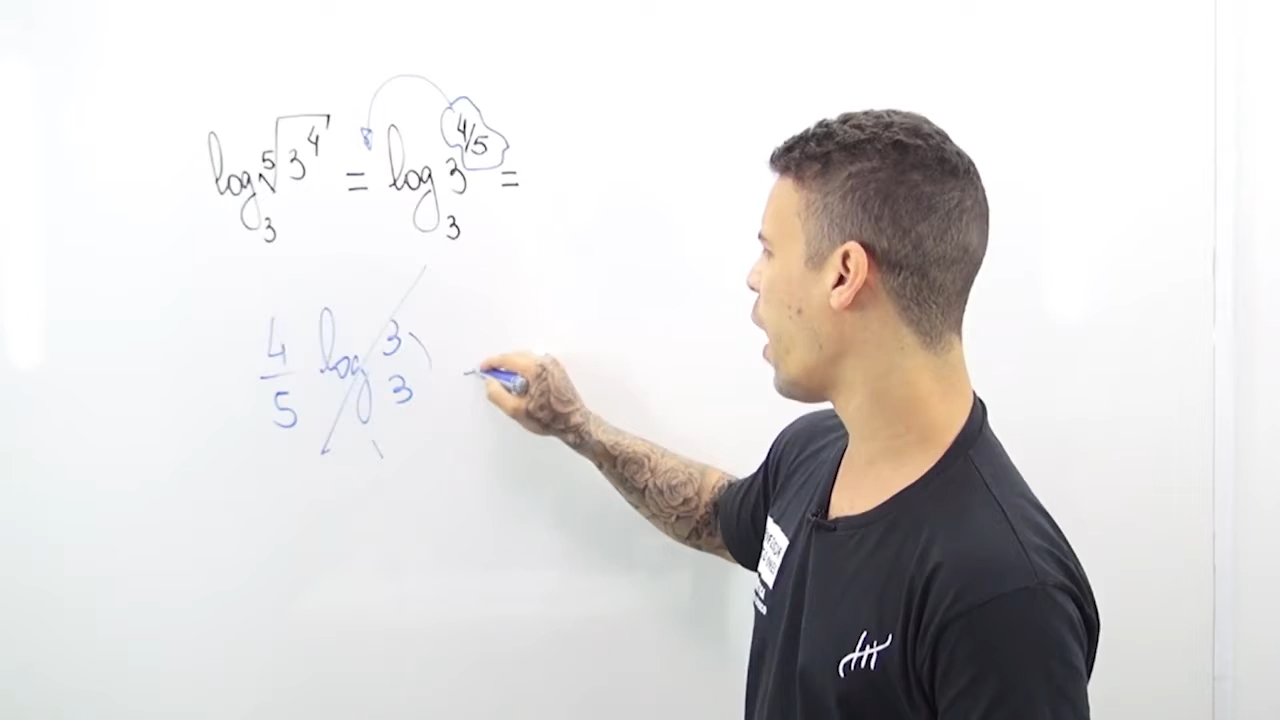 log₃ ⁵√3⁴ = log₃ 3^4/5 =
4/5 log₃ 3